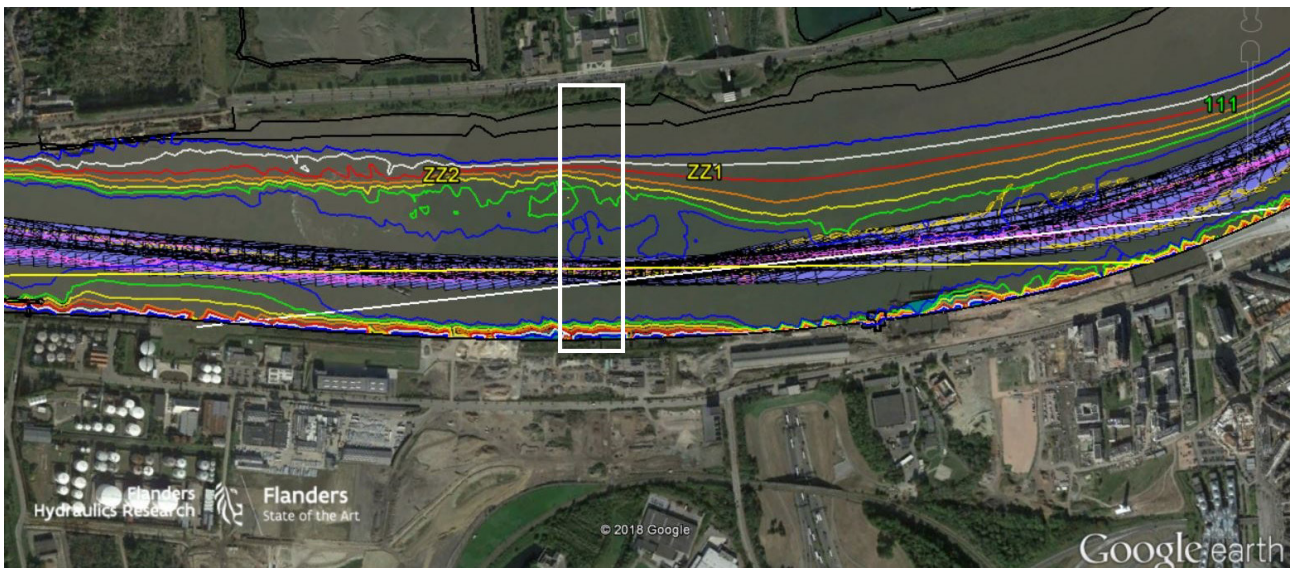 111
ZZ2
ZZ1
Flanders
Hydraulics Research
Flanders
State of the Art
© 2018 Google
Google earth